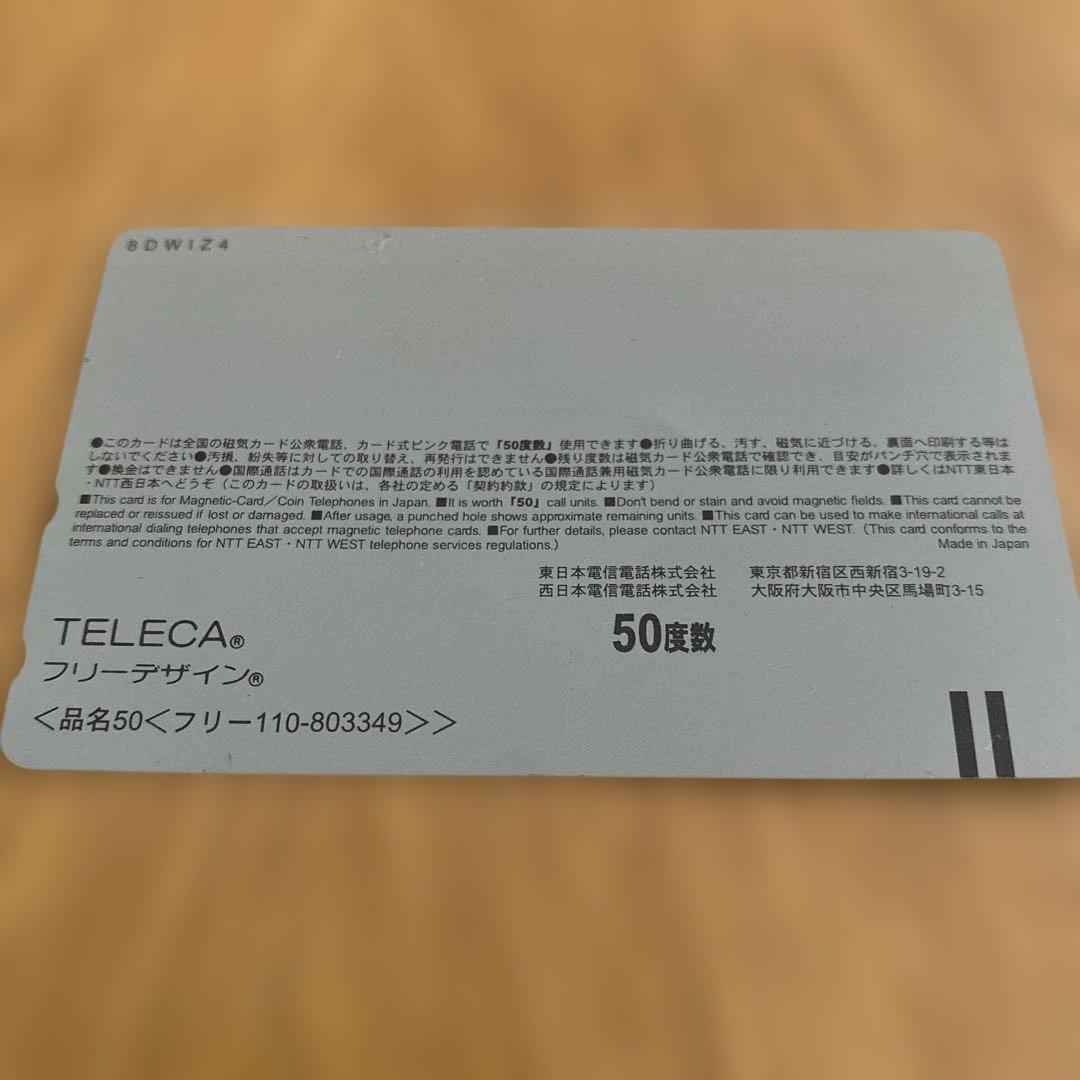 8DWIZ4
●このカードは全国の磁気カード公衆電話、カード式ピンク電話で「50度数」使用できます●折り曲げる、汚す、磁気に近づける、裏面へ印刷する等は
しないでください●汚損、紛失等に対しての取り替え、再発行はできません●残り度数は磁気カード公衆電話で確認でき、目安がパンチ穴で表示されま
す●換金はできません●国際通話はカードでの国際通話の利用を認めている国際通話兼用磁気カード公衆電話に限り利用できます●詳しくはNTT東日本
・NTT西日本へどうぞ（このカードの取扱いは、各社の定める「契約約款」の規定によります）
■This card is for Magnetic-Card／Coin Telephones in Japan. ■It is worth「50」call units. ■Don't bend or stain and avoid magnetic fields. ■This card cannot be
replaced or reissued if lost or damaged. ■After usage, a punched hole shows approximate remaining units. ■This card can be used to make international calls at
international dialing telephones that accept magnetic telephone cards. ■For further details, please contact NTT EAST・NTT WEST.（This card conforms to the
terms and conditions for NTT EAST・NTT WEST telephone services regulations.） Made in Japan
東日本電信電話株式会社 東京都新宿区西新宿3-19-2
西日本電信電話株式会社 大阪府大阪市中央区馬場町3-15
50度数
TELECA®
フリーデザイン®
＜品名50＜フリー110-803349＞＞